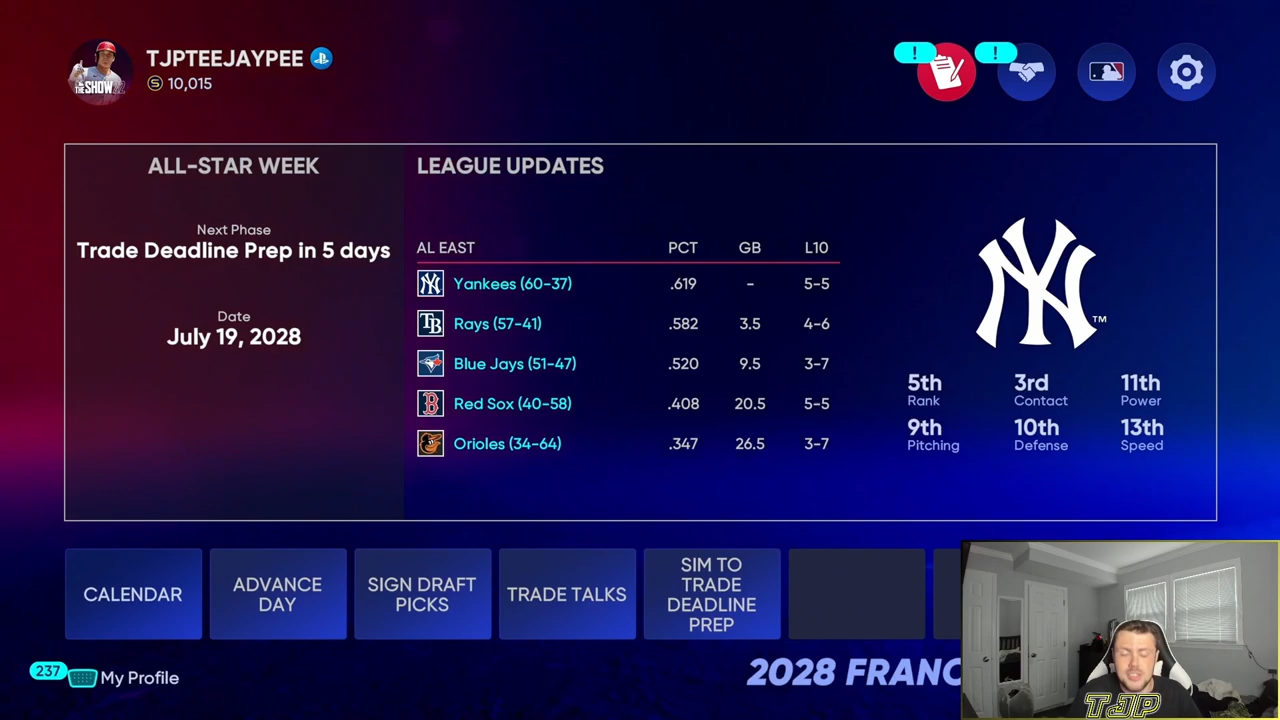 TJPTEEJAYPEE
S 10,015
THE SHOW 22
!
!
ALL-STAR WEEK
Next Phase
Trade Deadline Prep in 5 days
Date
July 19, 2028
LEAGUE UPDATES
AL EAST PCT GB L10
Yankees (60-37) .619 - 5-5
Rays (57-41) .582 3.5 4-6
Blue Jays (51-47) .520 9.5 3-7
Red Sox (40-58) .408 20.5 5-5
Orioles (34-64) .347 26.5 3-7
NY
TM
5th 3rd 11th
Rank Contact Power
9th 10th 13th
Pitching Defense Speed
CALENDAR
ADVANCE
DAY
SIGN DRAFT
PICKS
TRADE TALKS
SIM TO
TRADE
DEADLINE
PREP
237 My Profile
2028 FRANC
TJP